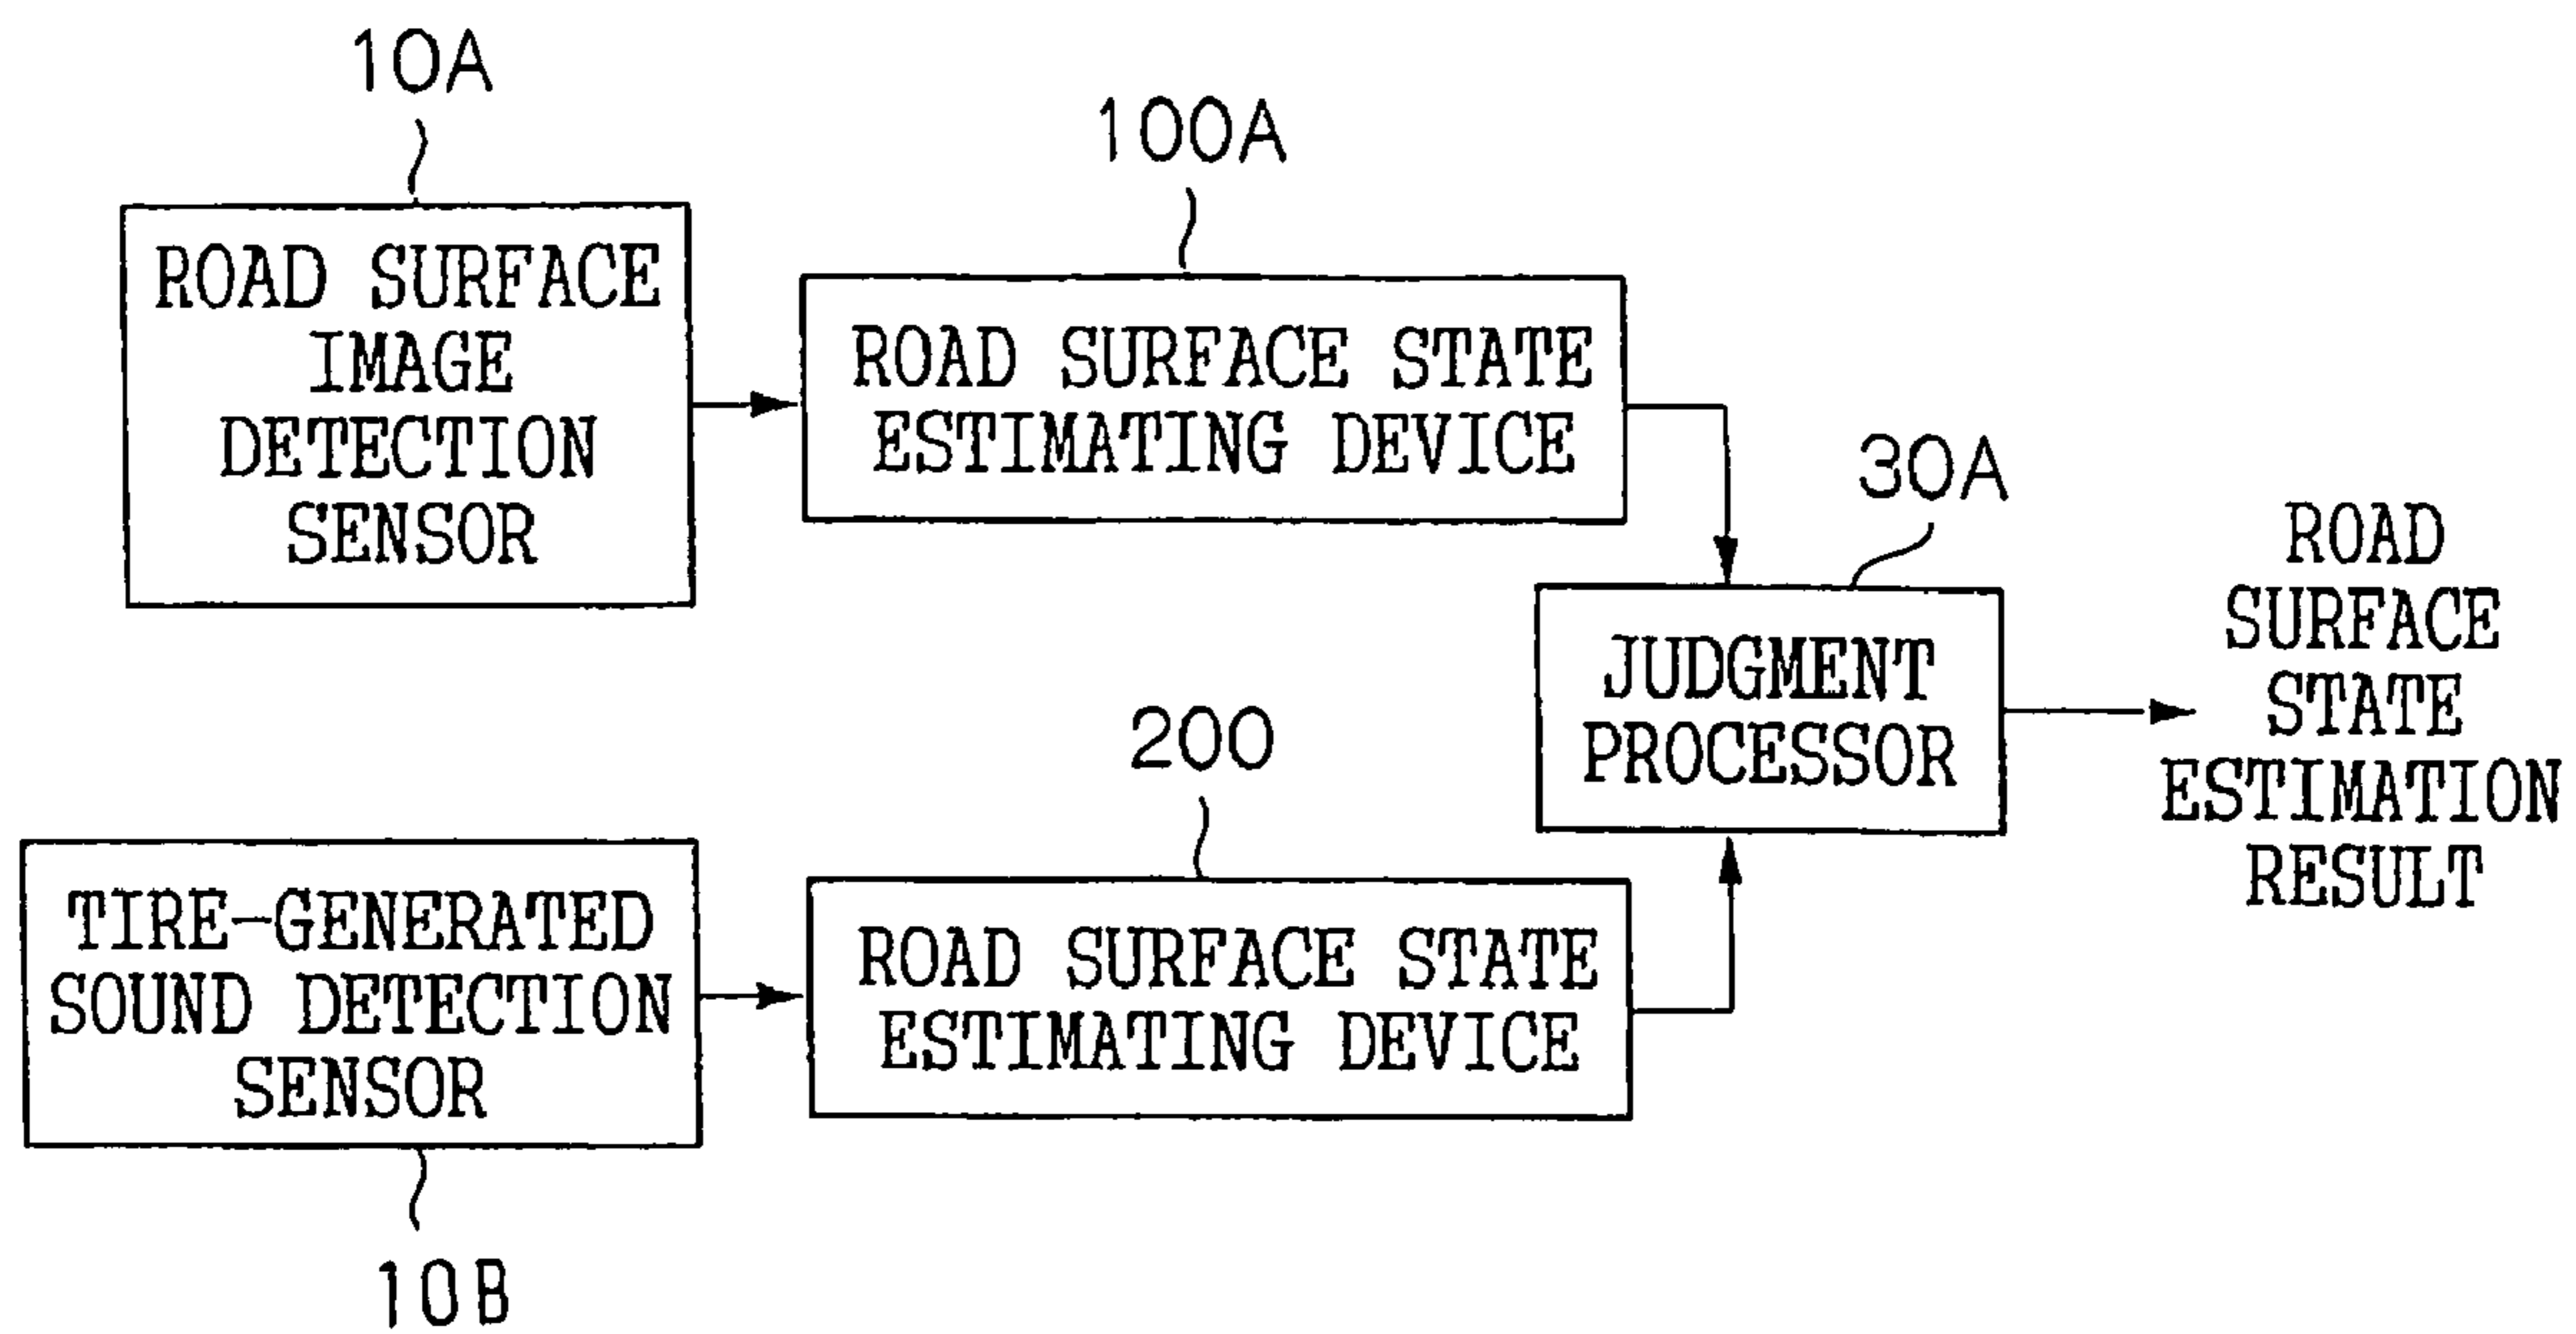 10A
ROAD SURFACE
IMAGE
DETECTION
SENSOR
100A
ROAD SURFACE STATE
ESTIMATING DEVICE
30A
JUDGMENT
PROCESSOR
ROAD
SURFACE
STATE
ESTIMATION
RESULT
TIRE-GENERATED
SOUND DETECTION
SENSOR
10B
200
ROAD SURFACE STATE
ESTIMATING DEVICE